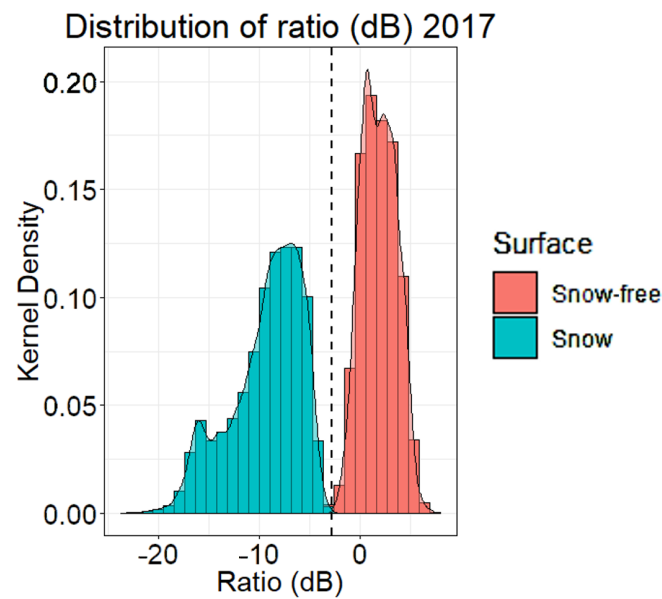 Distribution of ratio (dB) 2017
Kernel Density
0.20
0.15
0.10
0.05
0.00
-20 -10 0
Ratio (dB)
Surface
Snow-free
Snow